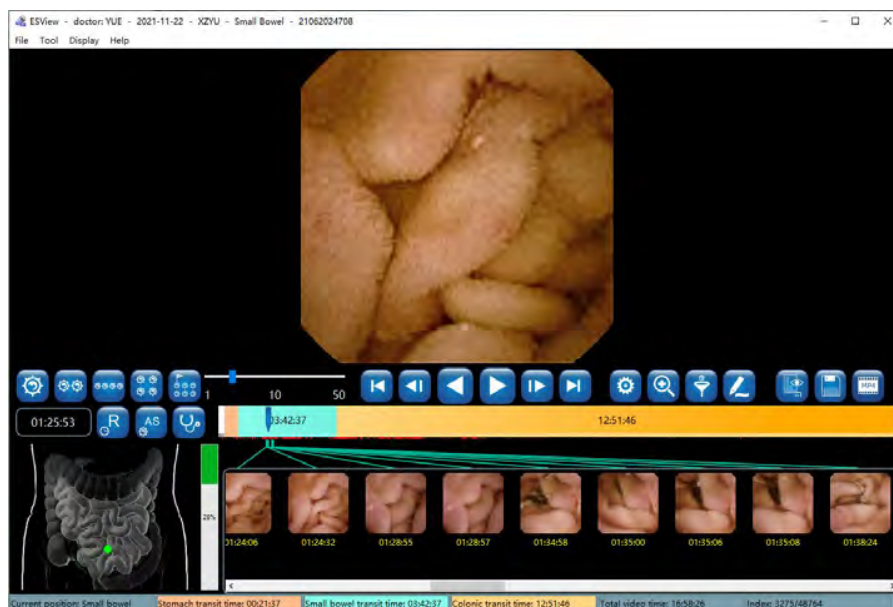 ESView - doctor: YUE - 2021-11-22 - XZYU - Small Bowel - 21062024708
File Tool Display Help
1 10 50
MP4
01:25:53 R AS
03:42:37 12:51:46
20%
01:24:06 01:24:32 01:28:55 01:28:57 01:34:58 01:35:00 01:35:06 01:35:08 01:38:24
Current position: Small bowel Stomach transit time: 00:21:37 Small bowel transit time: 03:42:37 Colonic transit time: 12:51:46 Total video time: 16:58:26 Index: 3275/48764